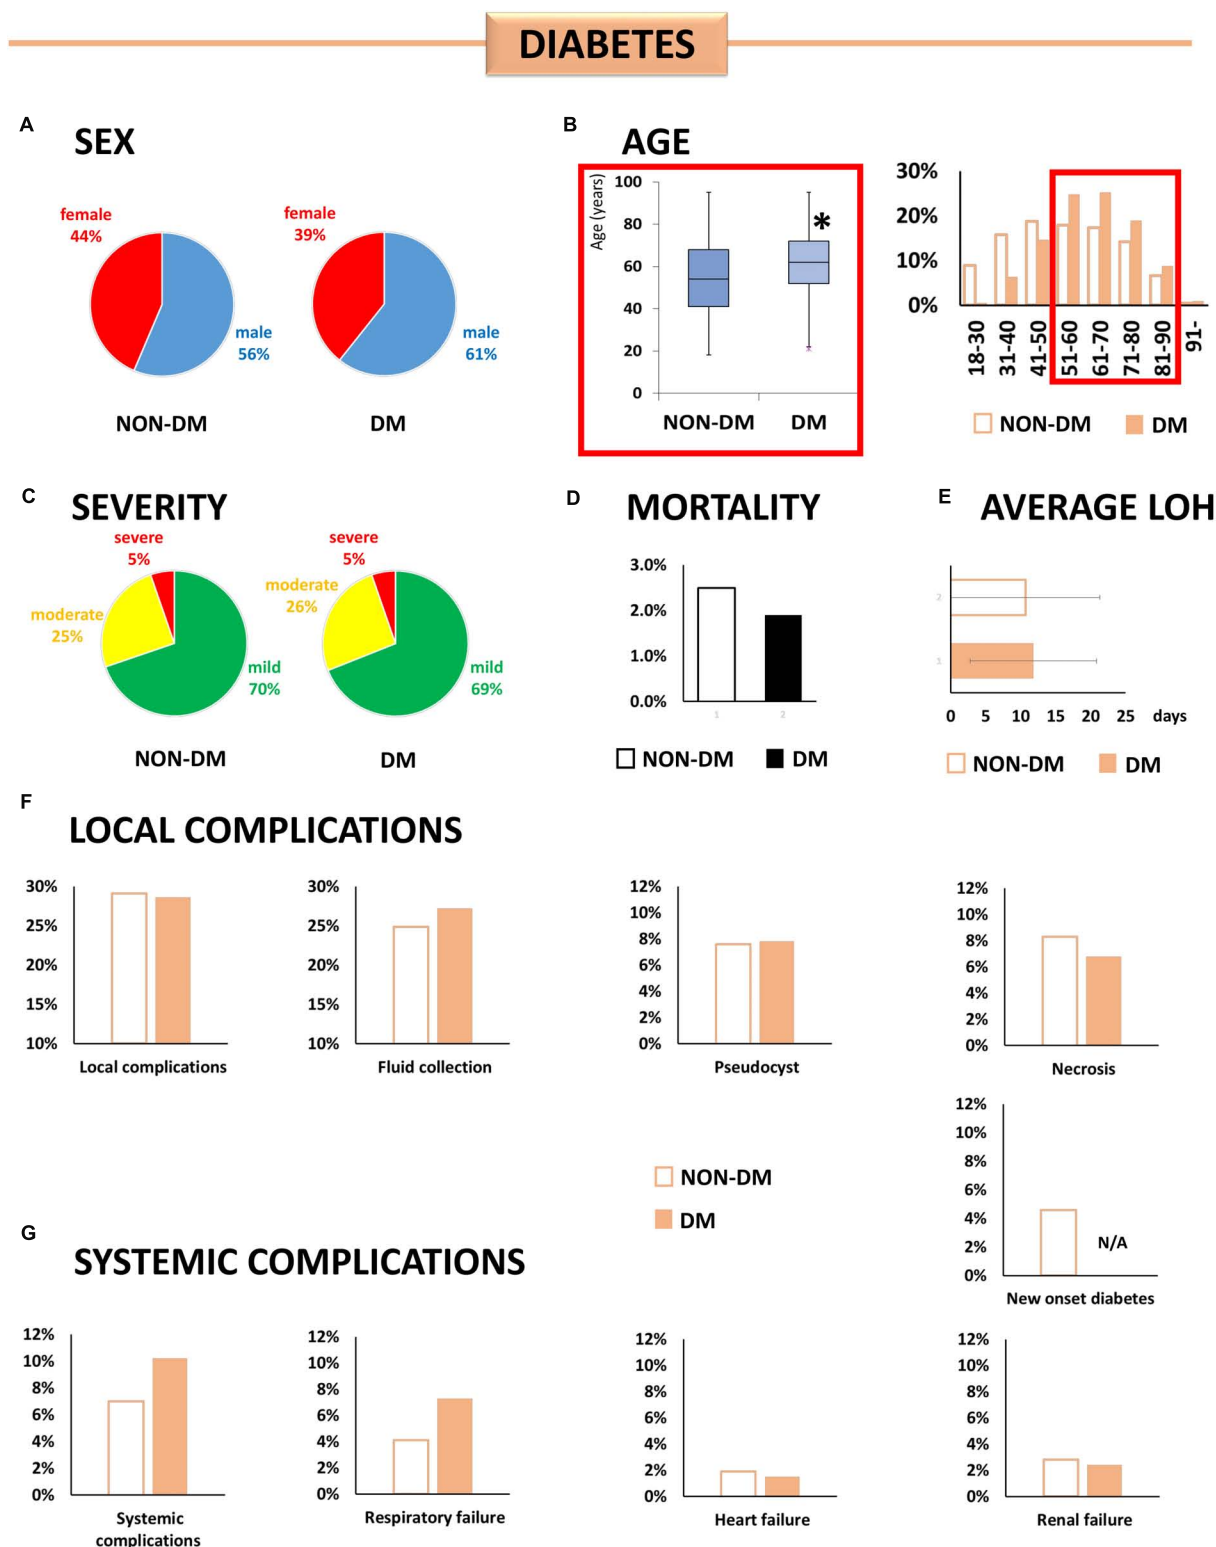 DIABETES
A
SEX
female
44%
male
56%
NON-DM
female
39%
male
61%
DM
B
AGE
Age (years)
100
80
60
40
20
0
*
NON-DM
DM
30%
20%
10%
0%
18-30
31-40
41-50
51-60
61-70
71-80
81-90
91-
NON-DM
DM
C
SEVERITY
severe
5%
moderate
25%
mild
70%
NON-DM
severe
5%
moderate
26%
mild
69%
DM
D
MORTALITY
3.0%
2.0%
1.0%
0.0%
1
2
NON-DM
DM
E
AVERAGE LOH
2
1
0 5 10 15 20 25 days
NON-DM
DM
F
LOCAL COMPLICATIONS
30%
25%
20%
15%
10%
Local complications
30%
25%
20%
15%
10%
Fluid collection
12%
10%
8%
6%
4%
2%
0%
Pseudocyst
12%
10%
8%
6%
4%
2%
0%
Necrosis
NON-DM
DM
12%
10%
8%
6%
4%
2%
0%
N/A
New onset diabetes
G
SYSTEMIC COMPLICATIONS
12%
10%
8%
6%
4%
2%
0%
Systemic
complications
12%
10%
8%
6%
4%
2%
0%
Respiratory failure
12%
10%
8%
6%
4%
2%
0%
Heart failure
12%
10%
8%
6%
4%
2%
0%
Renal failure